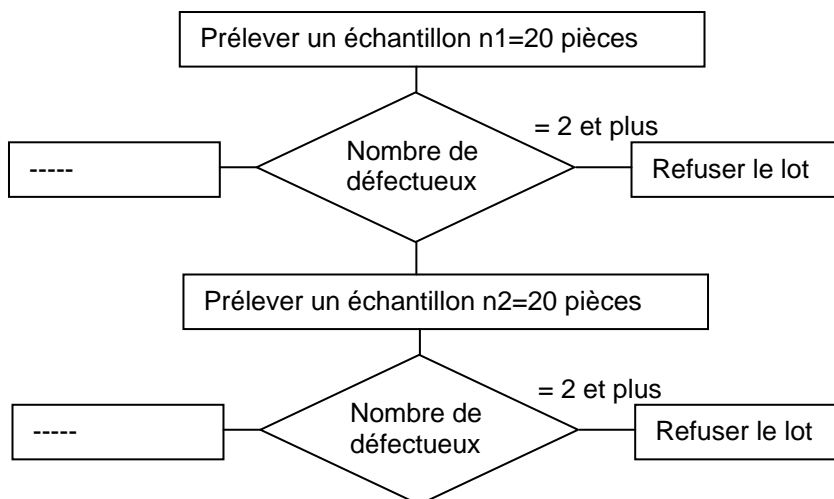 Prélever un échantillon n1=20 pièces
= 2 et plus
-----
Nombre de
défectueux
Refuser le lot
Prélever un échantillon n2=20 pièces
= 2 et plus
-----
Nombre de
défectueux
Refuser le lot